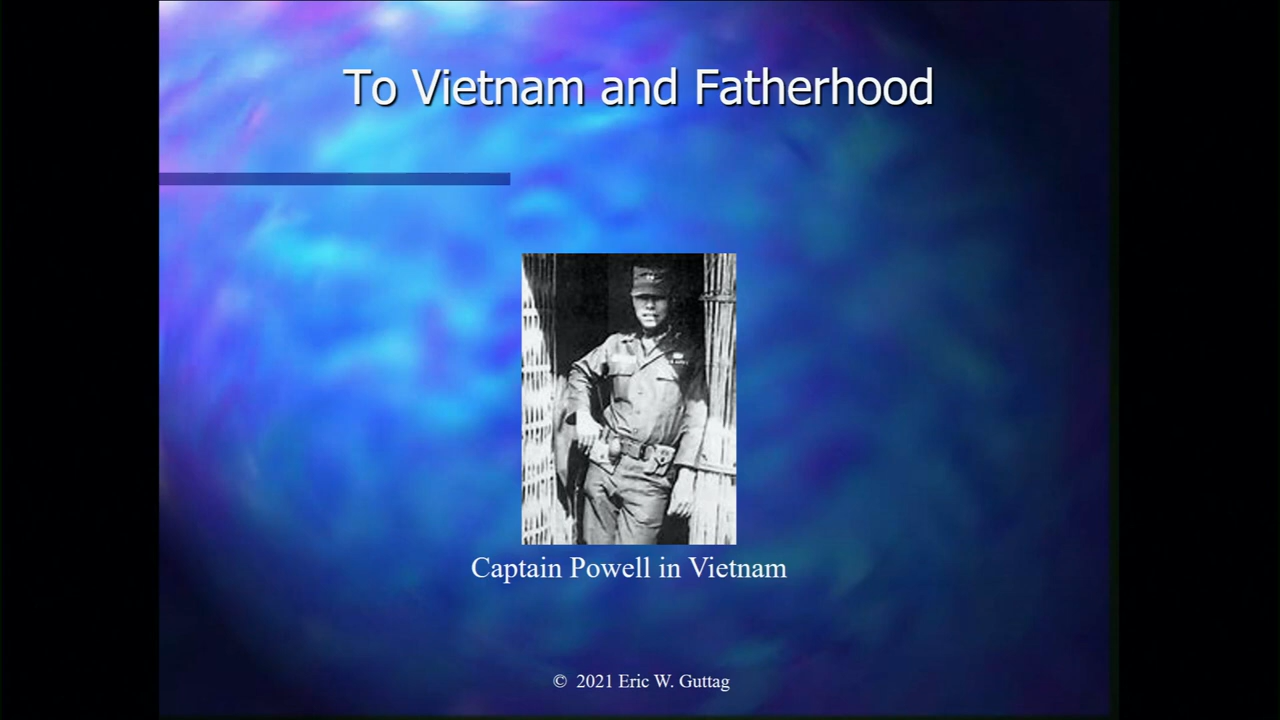 To Vietnam and Fatherhood
Captain Powell in Vietnam
© 2021 Eric W. Guttag